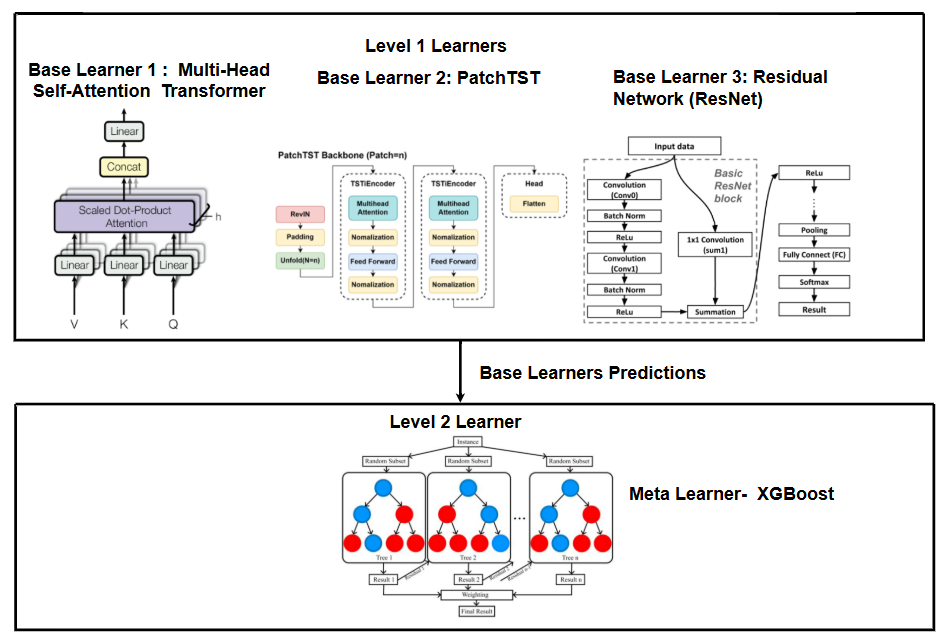 Level 1 Learners
Base Learner 1 : Multi-Head
Self-Attention Transformer
Linear
Concat
Scaled Dot-Product
Attention
h
Linear
Linear
Linear
V
K
Q
Base Learner 2: PatchTST
PatchTST Backbone (Patch=n)
RevIN
Padding
Unfold(N=n)
TSTiEncoder
Multihead
Attention
Nomalization
Feed Forward
Nomalization
TSTiEncoder
Multihead
Attention
Nomalization
Feed Forward
Nomalization
Head
Flatten
Base Learner 3: Residual
Network (ResNet)
Input data
Basic
ResNet
block
Convolution
(Conv0)
Batch Norm
ReLu
Convolution
(Conv1)
Batch Norm
ReLu
1x1 Convolution
(sum1)
Summation
ReLu
Pooling
Fully Connect (FC)
Softmax
Result
Base Learners Predictions
Level 2 Learner
Instance
Random Subset
Random Subset
Random Subset
...
Tree 1
Tree 2
Tree n
Residual 1
Residual 2
Result 1
Result 2
Result n
Weighting
Final Result
Meta Learner- XGBoost